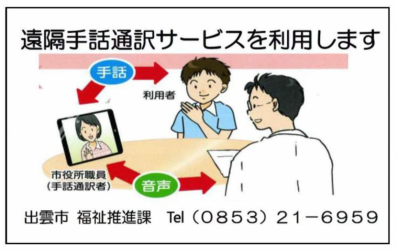 遠隔手話通訳サービスを利用します
手話
利用者
市役所職員
(手話通訳者)
音声
出雲市 福祉推進課 Tel(0853)21-6959